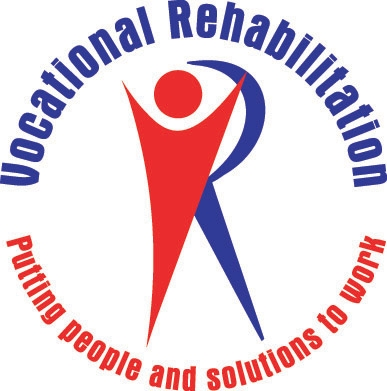 Vocational Rehabilitation
Putting people and solutions to work